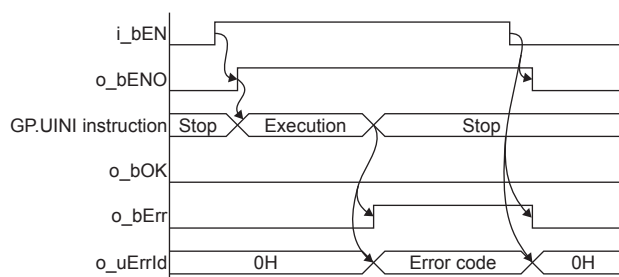 i_bEN
o_bENO
GP.UINI instruction Stop Execution Stop
o_bOK
o_bErr
o_uErrId 0H Error code 0H